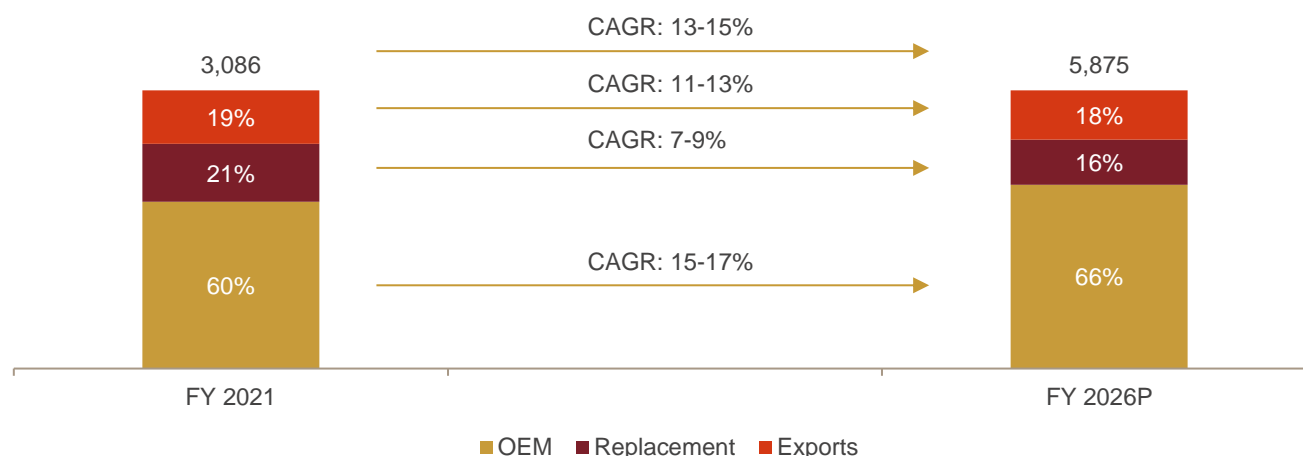 CAGR: 13-15%
3,086
5,875
CAGR: 11-13%
19%
18%
CAGR: 7-9%
21%
16%
CAGR: 15-17%
60%
66%
FY 2021
FY 2026P
OEM Replacement Exports